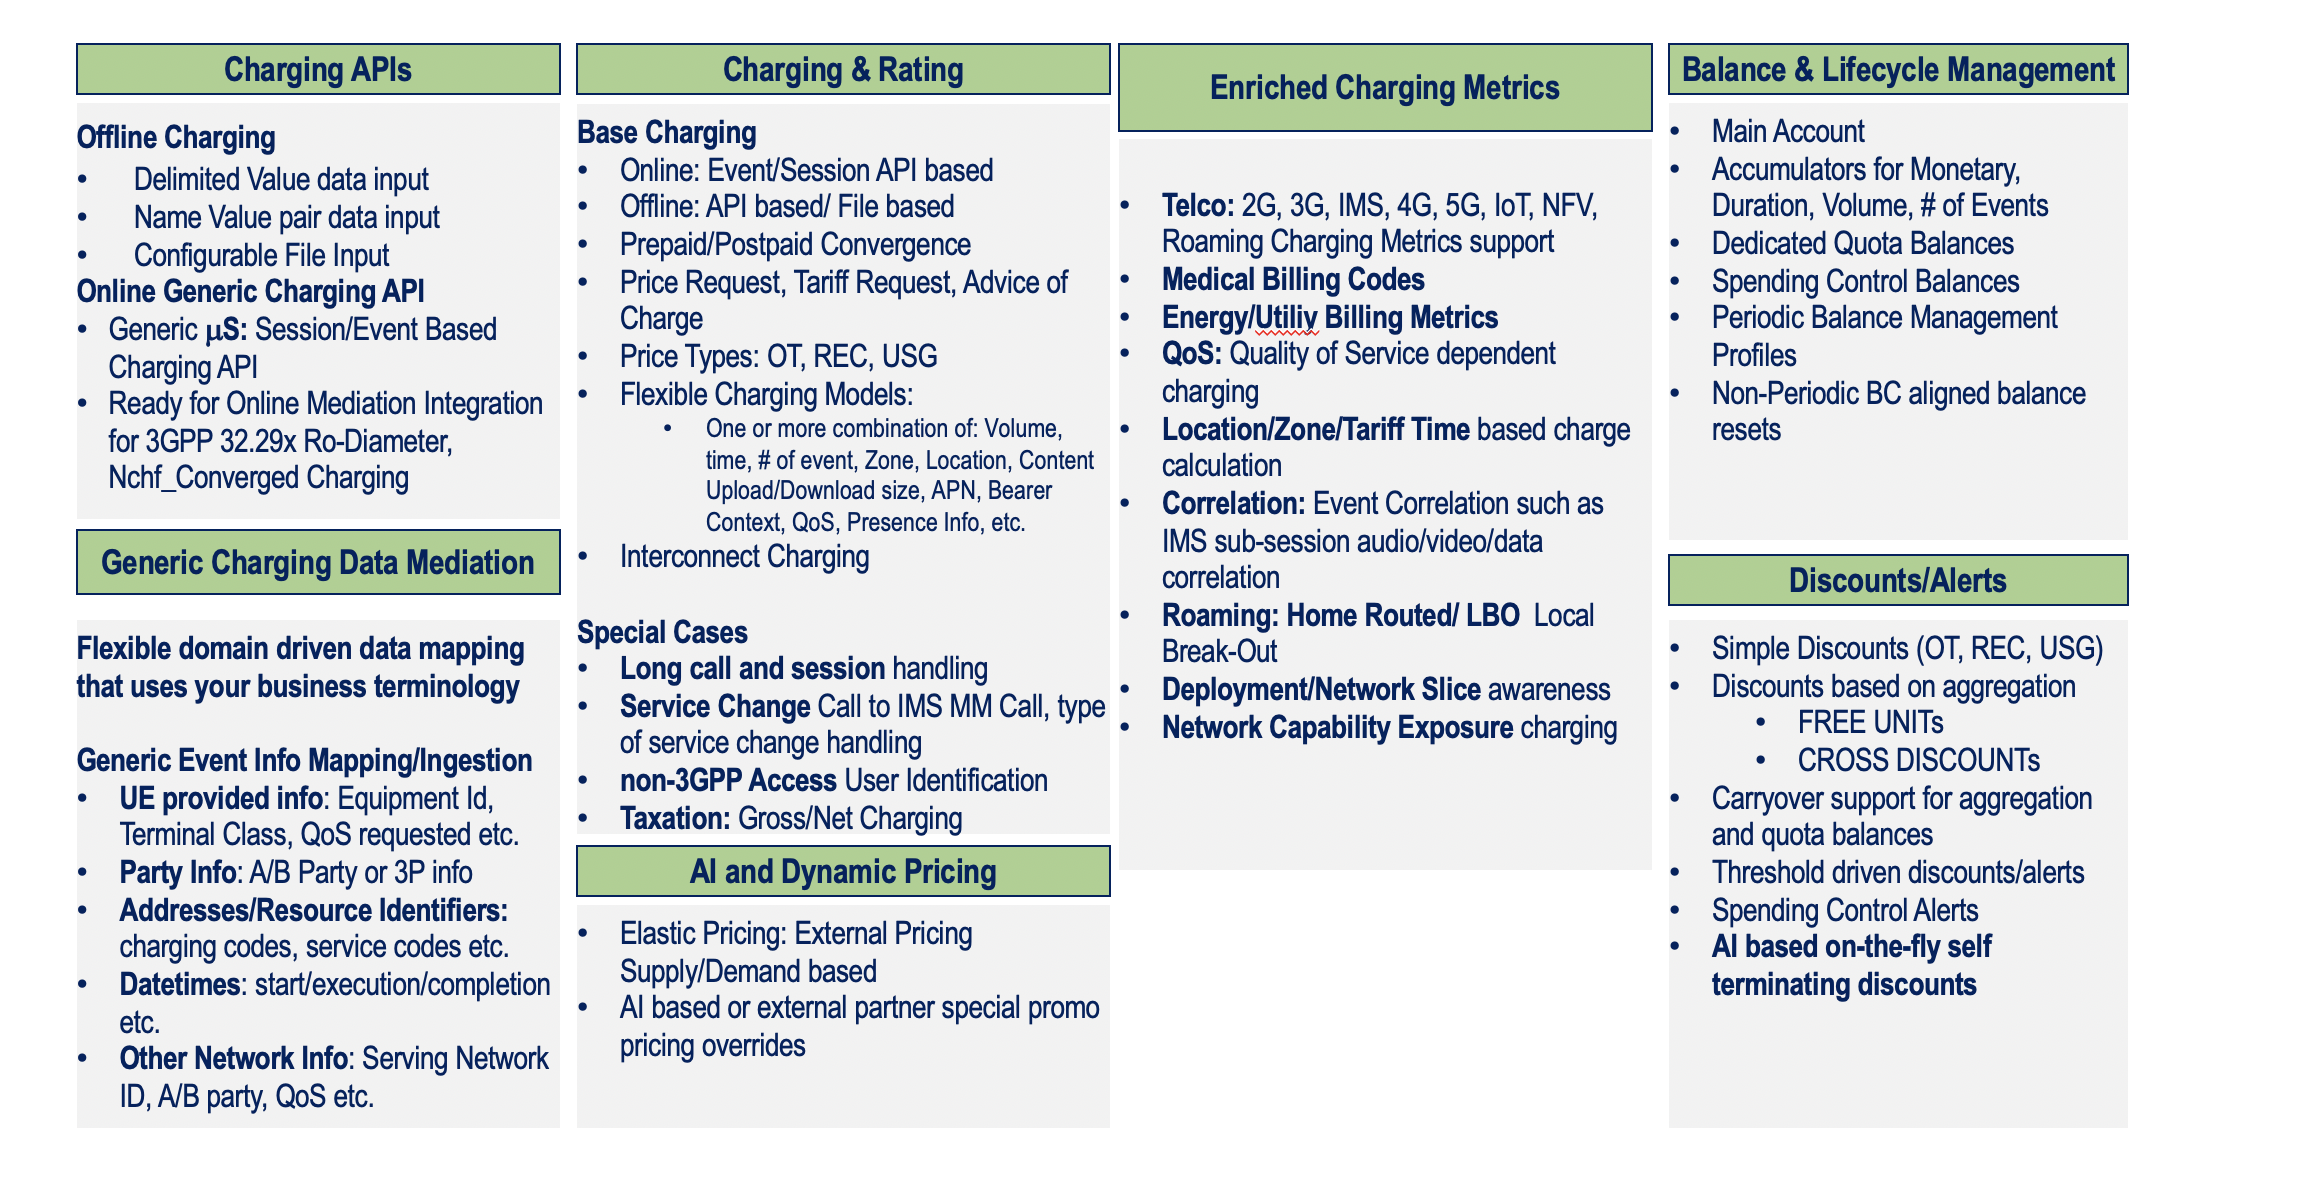 Charging APIs
Offline Charging
• Delimited Value data input
• Name Value pair data input
• Configurable File Input
Online Generic Charging API
• Generic µS: Session/Event Based
Charging API
• Ready for Online Mediation Integration
for 3GPP 32.29x Ro-Diameter,
Nchf_Converged Charging
Generic Charging Data Mediation
Flexible domain driven data mapping
that uses your business terminology
Generic Event Info Mapping/Ingestion
• UE provided info: Equipment Id,
Terminal Class, QoS requested etc.
• Party Info: A/B Party or 3P info
• Addresses/Resource Identifiers:
charging codes, service codes etc.
• Datetimes: start/execution/completion
etc.
• Other Network Info: Serving Network
ID, A/B party, QoS etc.
Charging & Rating
Base Charging
• Online: Event/Session API based
• Offline: API based/ File based
• Prepaid/Postpaid Convergence
• Price Request, Tariff Request, Advice of
Charge
• Price Types: OT, REC, USG
• Flexible Charging Models:
• One or more combination of: Volume,
time, # of event, Zone, Location, Content
Upload/Download size, APN, Bearer
Context, QoS, Presence Info, etc.
• Interconnect Charging
Special Cases
• Long call and session handling
• Service Change Call to IMS MM Call, type
of service change handling
• non-3GPP Access User Identification
• Taxation: Gross/Net Charging
AI and Dynamic Pricing
• Elastic Pricing: External Pricing
Supply/Demand based
• AI based or external partner special promo
pricing overrides
Enriched Charging Metrics
• Telco: 2G, 3G, IMS, 4G, 5G, IoT, NFV,
Roaming Charging Metrics support
• Medical Billing Codes
• Energy/Utiliy Billing Metrics
• QoS: Quality of Service dependent
charging
• Location/Zone/Tariff Time based charge
calculation
• Correlation: Event Correlation such as
IMS sub-session audio/video/data
correlation
• Roaming: Home Routed/ LBO Local
Break-Out
• Deployment/Network Slice awareness
• Network Capability Exposure charging
Balance & Lifecycle Management
• Main Account
• Accumulators for Monetary,
Duration, Volume, # of Events
• Dedicated Quota Balances
• Spending Control Balances
• Periodic Balance Management
Profiles
• Non-Periodic BC aligned balance
resets
Discounts/Alerts
• Simple Discounts (OT, REC, USG)
• Discounts based on aggregation
• FREE UNITs
• CROSS DISCOUNTs
• Carryover support for aggregation
and quota balances
• Threshold driven discounts/alerts
• Spending Control Alerts
• AI based on-the-fly self
terminating discounts